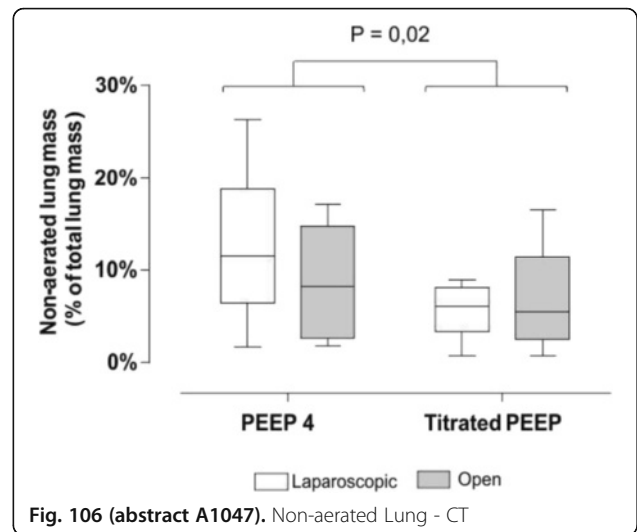 P = 0,02
Non-aerated lung mass
(% of total lung mass)
30%
20%
10%
0%
PEEP 4
Titrated PEEP
Laparoscopic
Open
Fig. 106 (abstract A1047). Non-aerated Lung - CT